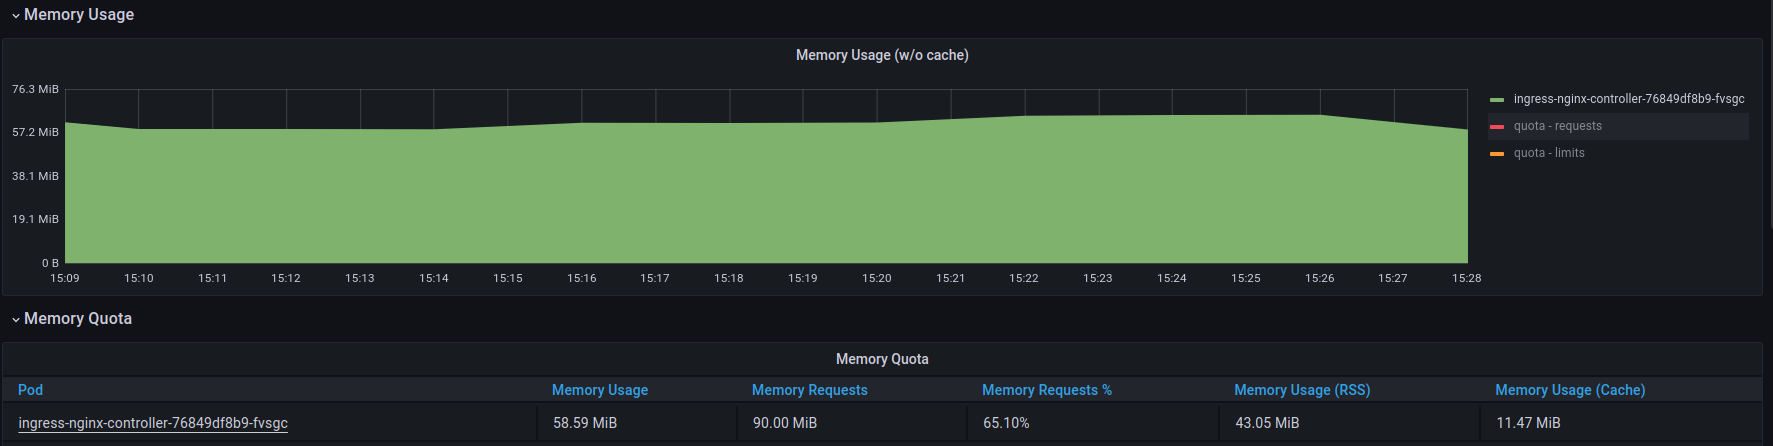 Memory Usage
Memory Usage (w/o cache)
76.3 MiB
57.2 MiB
38.1 MiB
19.1 MiB
0 B
15:09 15:10 15:11 15:12 15:13 15:14 15:15 15:16 15:17 15:18 15:19 15:20 15:21 15:22 15:23 15:24 15:25 15:26 15:27 15:28
ingress-nginx-controller-76849df8b9-fvsgc
quota - requests
quota - limits
Memory Quota
Memory Quota
Pod Memory Usage Memory Requests Memory Requests % Memory Usage (RSS) Memory Usage (Cache)
ingress-nginx-controller-76849df8b9-fvsgc 58.59 MiB 90.00 MiB 65.10% 43.05 MiB 11.47 MiB